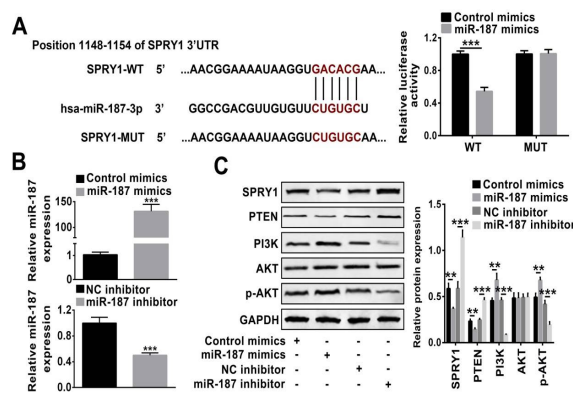 A
Position 1148-1154 of SPRY1 3'UTR
SPRY1-WT 5' ...AACGGAAAAUAAGGUGACACGAA...
hsa-miR-187-3p 3' GGCCGACGUUGUGUUCUGUGCU
SPRY1-MUT 5' ...AACGGAAAAUAAGGUCUGUGCAA...
Control mimics
miR-187 mimics
Relative luciferase activity
1.2
0.8
0.4
0.0
***
WT MUT
B
Control mimics
miR-187 mimics
Relative miR-187 expression
150
100
50
2
1
0
***
NC inhibitor
miR-187 inhibitor
Relative miR-187 expression
1.2
0.8
0.4
0.0
***
C
SPRY1
PTEN
PI3K
AKT
p-AKT
GAPDH
Control mimics +
miR-187 mimics +
NC inhibitor +
miR-187 inhibitor +
Control mimics
miR-187 mimics
NC inhibitor
miR-187 inhibitor
Relative protein expression
1.5
1.0
0.5
0.0
** *** ** *** ** *** ** **
SPRY1 PTEN PI3K AKT p-AKT